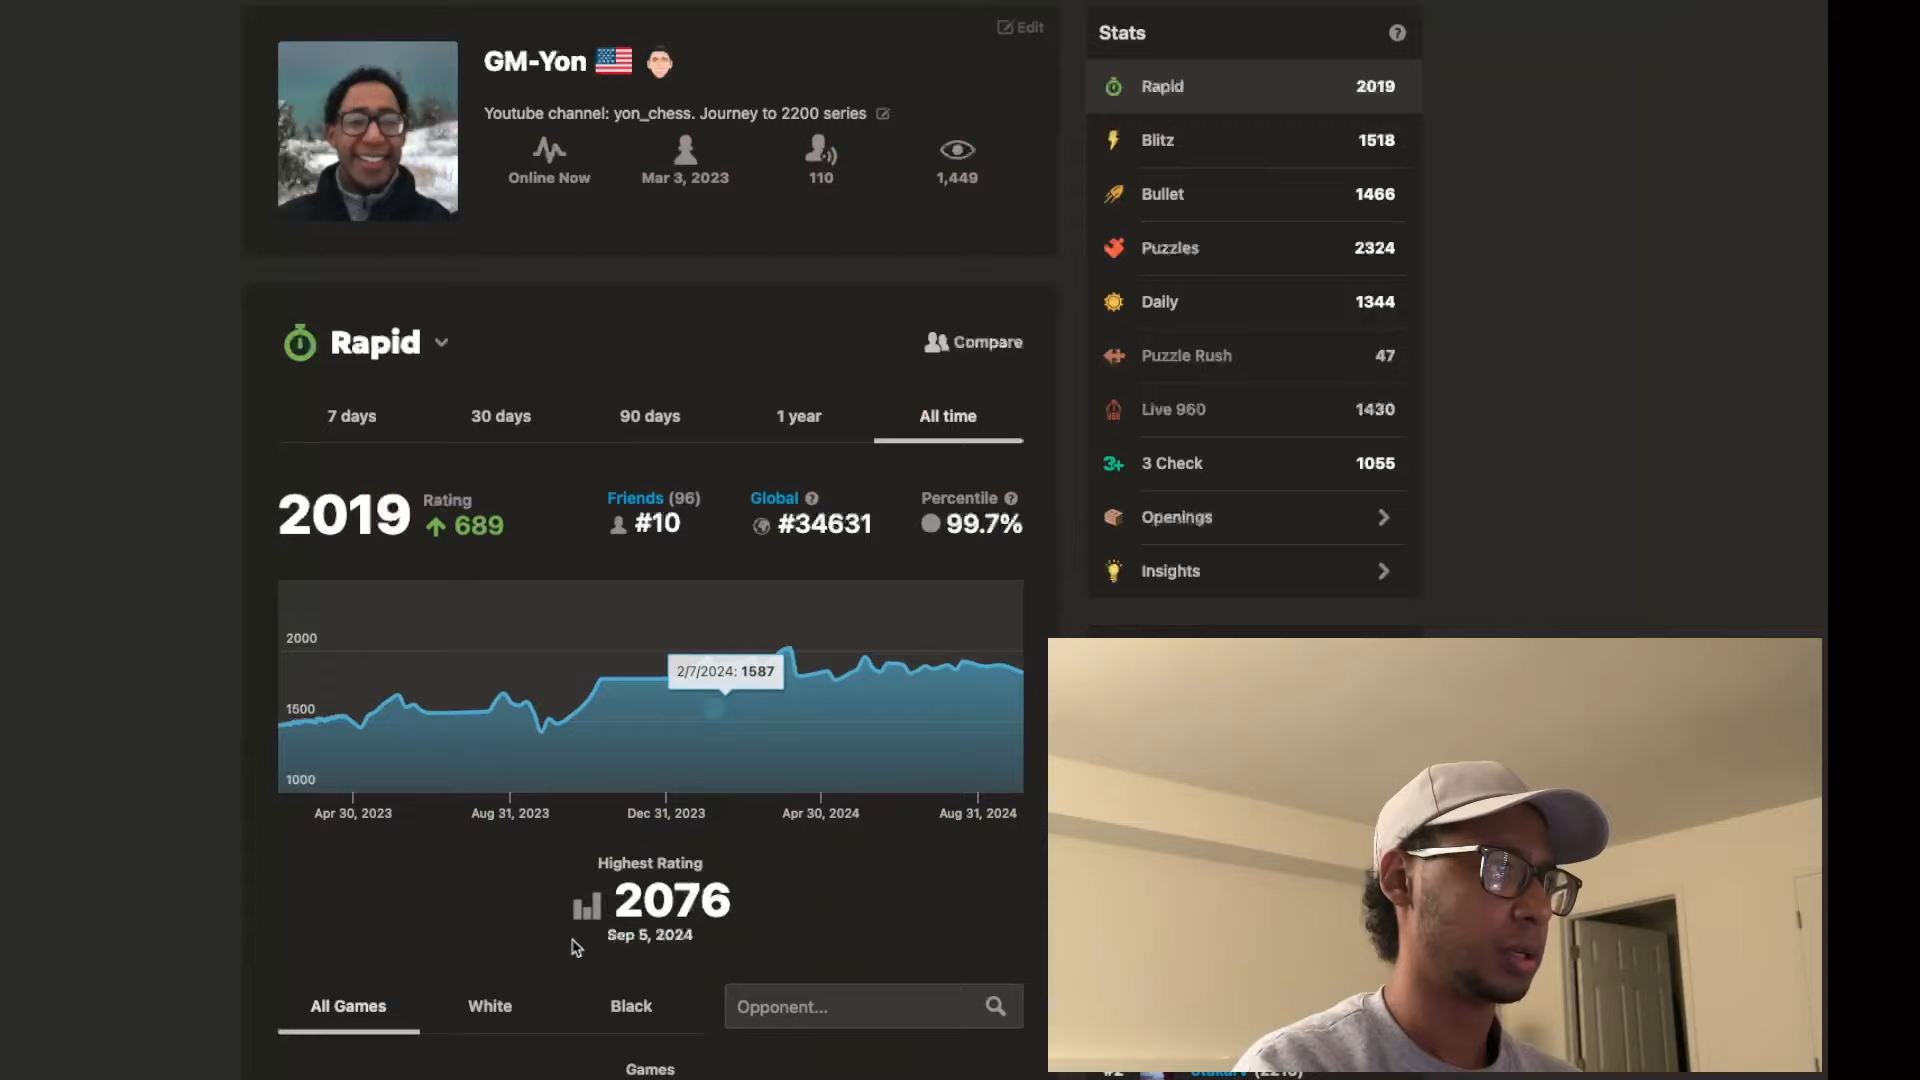 Edit
GM-Yon
Youtube channel: yon_chess. Journey to 2200 series
Online Now
Mar 3, 2023
110
1,449
Rapid
Compare
7 days
30 days
90 days
1 year
All time
2019
Rating
689
Friends (96)
#10
Global
#34631
Percentile
99.7%
2000
1500
1000
2/7/2024: 1587
Apr 30, 2023
Aug 31, 2023
Dec 31, 2023
Apr 30, 2024
Aug 31, 2024
Highest Rating
2076
Sep 5, 2024
All Games
White
Black
Opponent...
Games
Stats
Rapid 2019
Blitz 1518
Bullet 1466
Puzzles 2324
Daily 1344
Puzzle Rush 47
Live 960 1430
3+ 3 Check 1055
Openings
Insights